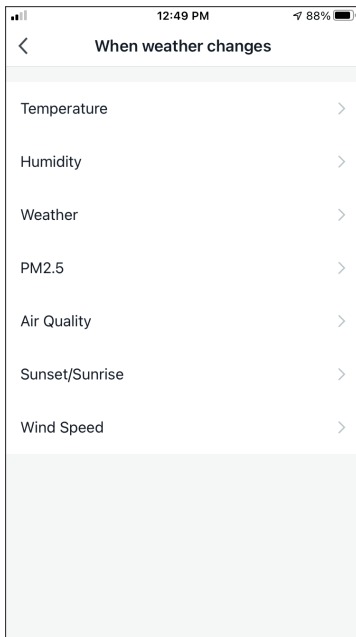 12:49 PM 88%
When weather changes
Temperature
Humidity
Weather
PM2.5
Air Quality
Sunset/Sunrise
Wind Speed